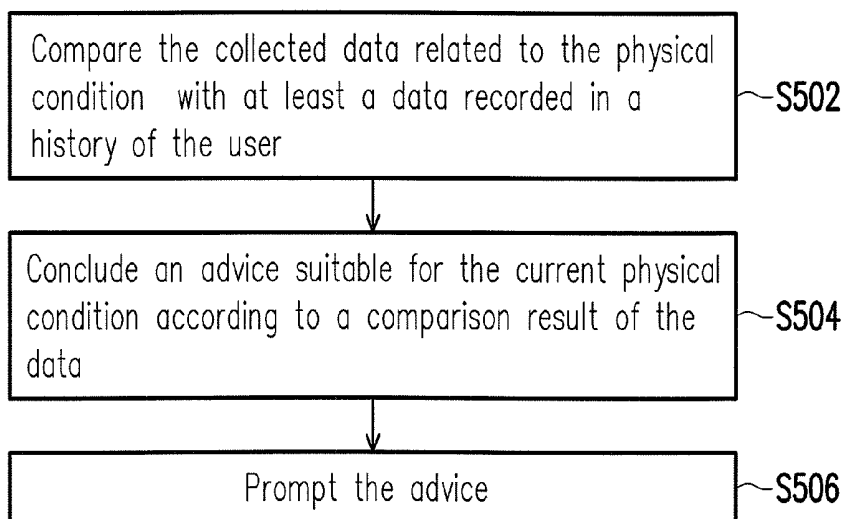 Compare the collected data related to the physical
condition with at least a data recorded in a
history of the user
S502
Conclude an advice suitable for the current physical
condition according to a comparison result of the
data
S504
Prompt the advice
S506